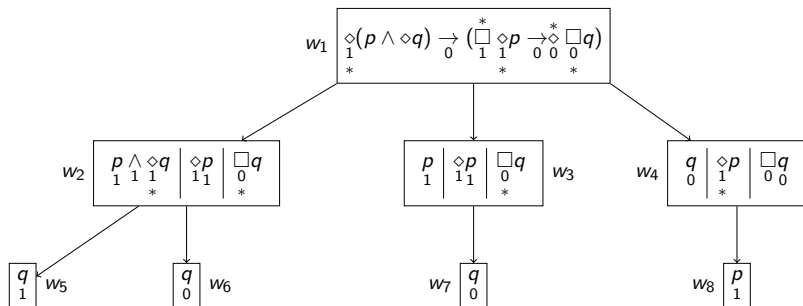 *        *
w₁ ◇(p ∧ ◇q) → (□ ◇p → ◇ □q)
1 0 1 1 0 0 0
* * *
w₂ p ∧ ◇q | ◇p | □q
1 1 1 | 1 1 | 0
* *
p | ◇p | □q w₃
1 | 1 1 | 0
*
w₄ q | ◇p | □q
0 | 1 | 0 0
*
q w₅
1
q w₆
0
w₇ q
0
w₈ p
1